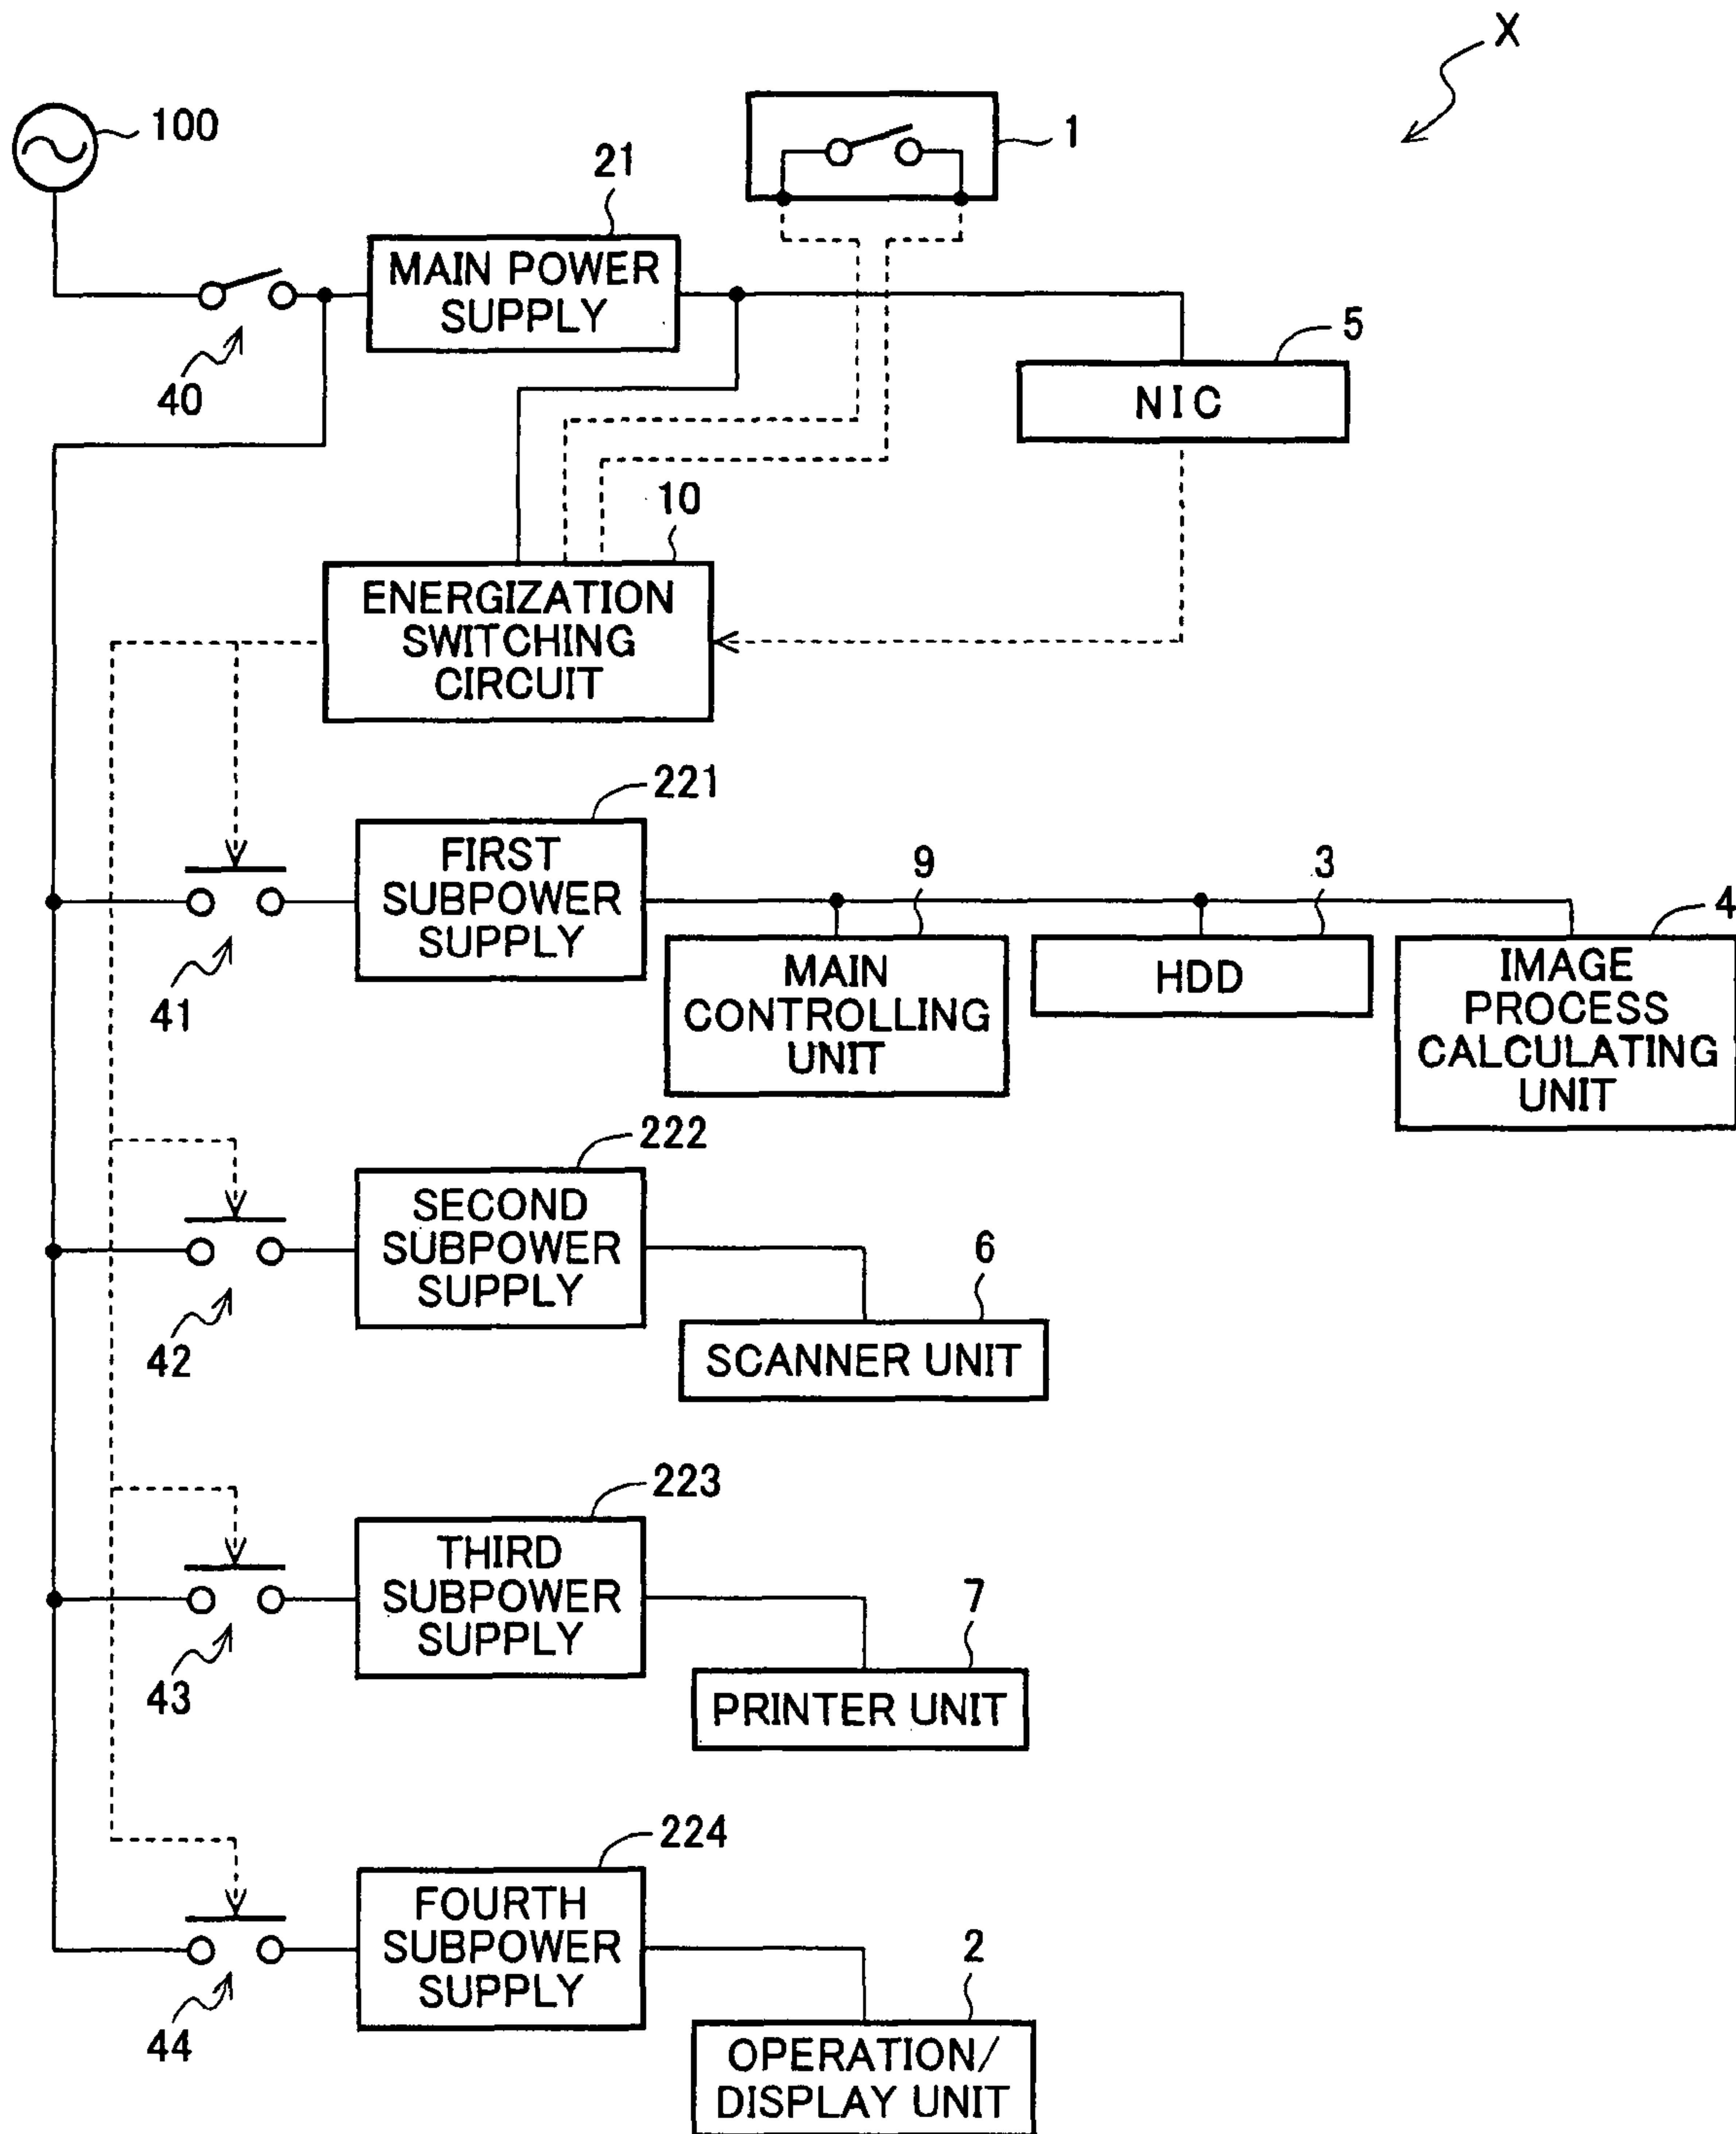 X
100
1
21
MAIN POWER
SUPPLY
40
5
NIC
10
ENERGIZATION
SWITCHING
CIRCUIT
221
FIRST
SUBPOWER
SUPPLY
41
9
MAIN
CONTROLLING
UNIT
3
HDD
4
IMAGE
PROCESS
CALCULATING
UNIT
222
SECOND
SUBPOWER
SUPPLY
42
6
SCANNER UNIT
223
THIRD
SUBPOWER
SUPPLY
43
7
PRINTER UNIT
224
FOURTH
SUBPOWER
SUPPLY
44
2
OPERATION/
DISPLAY UNIT